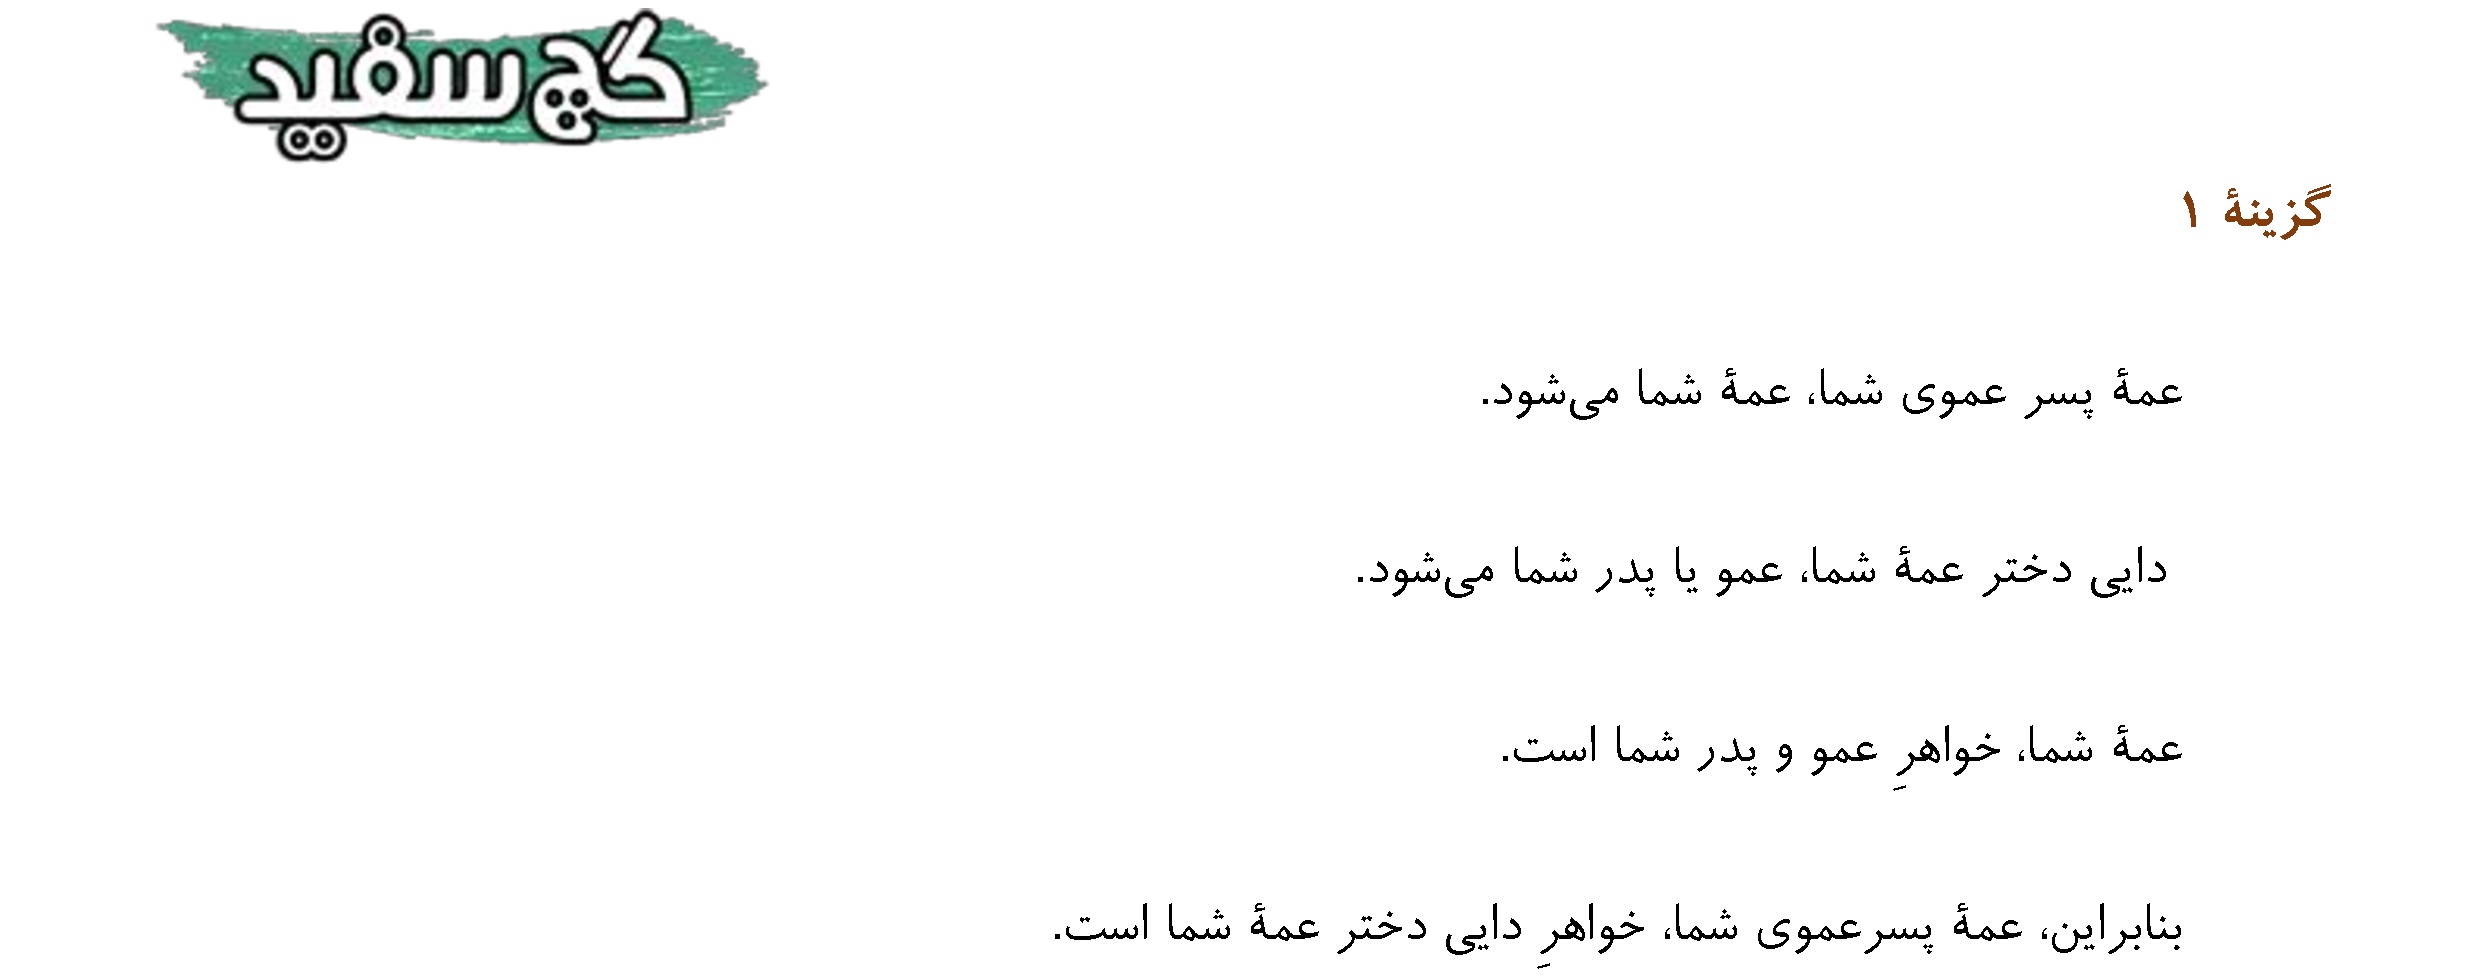 گچ سفید
گزینهٔ ۱
عمهٔ پسر عموی شما، عمهٔ شما می‌شود.
دایی دختر عمهٔ شما، عمو یا پدر شما می‌شود.
عمهٔ شما، خواهرِ عمو و پدر شما است.
بنابراین، عمهٔ پسرعموی شما، خواهرِ دایی دختر عمهٔ شما است.